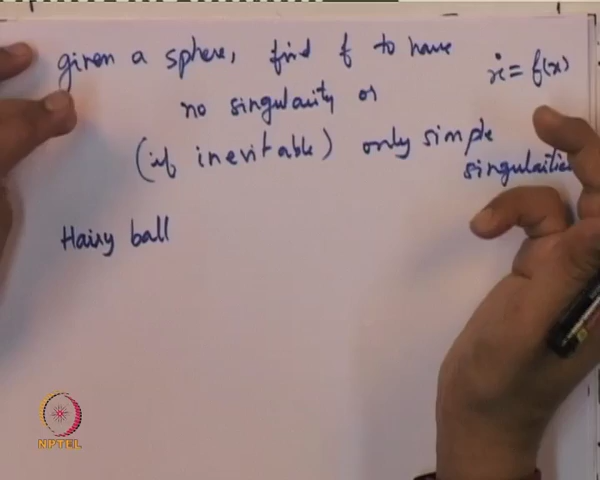 given a sphere, find f to have
ẋ = f(x)
no singularity or
(if inevitable) only simple
singularities
Hairy ball
NPTEL